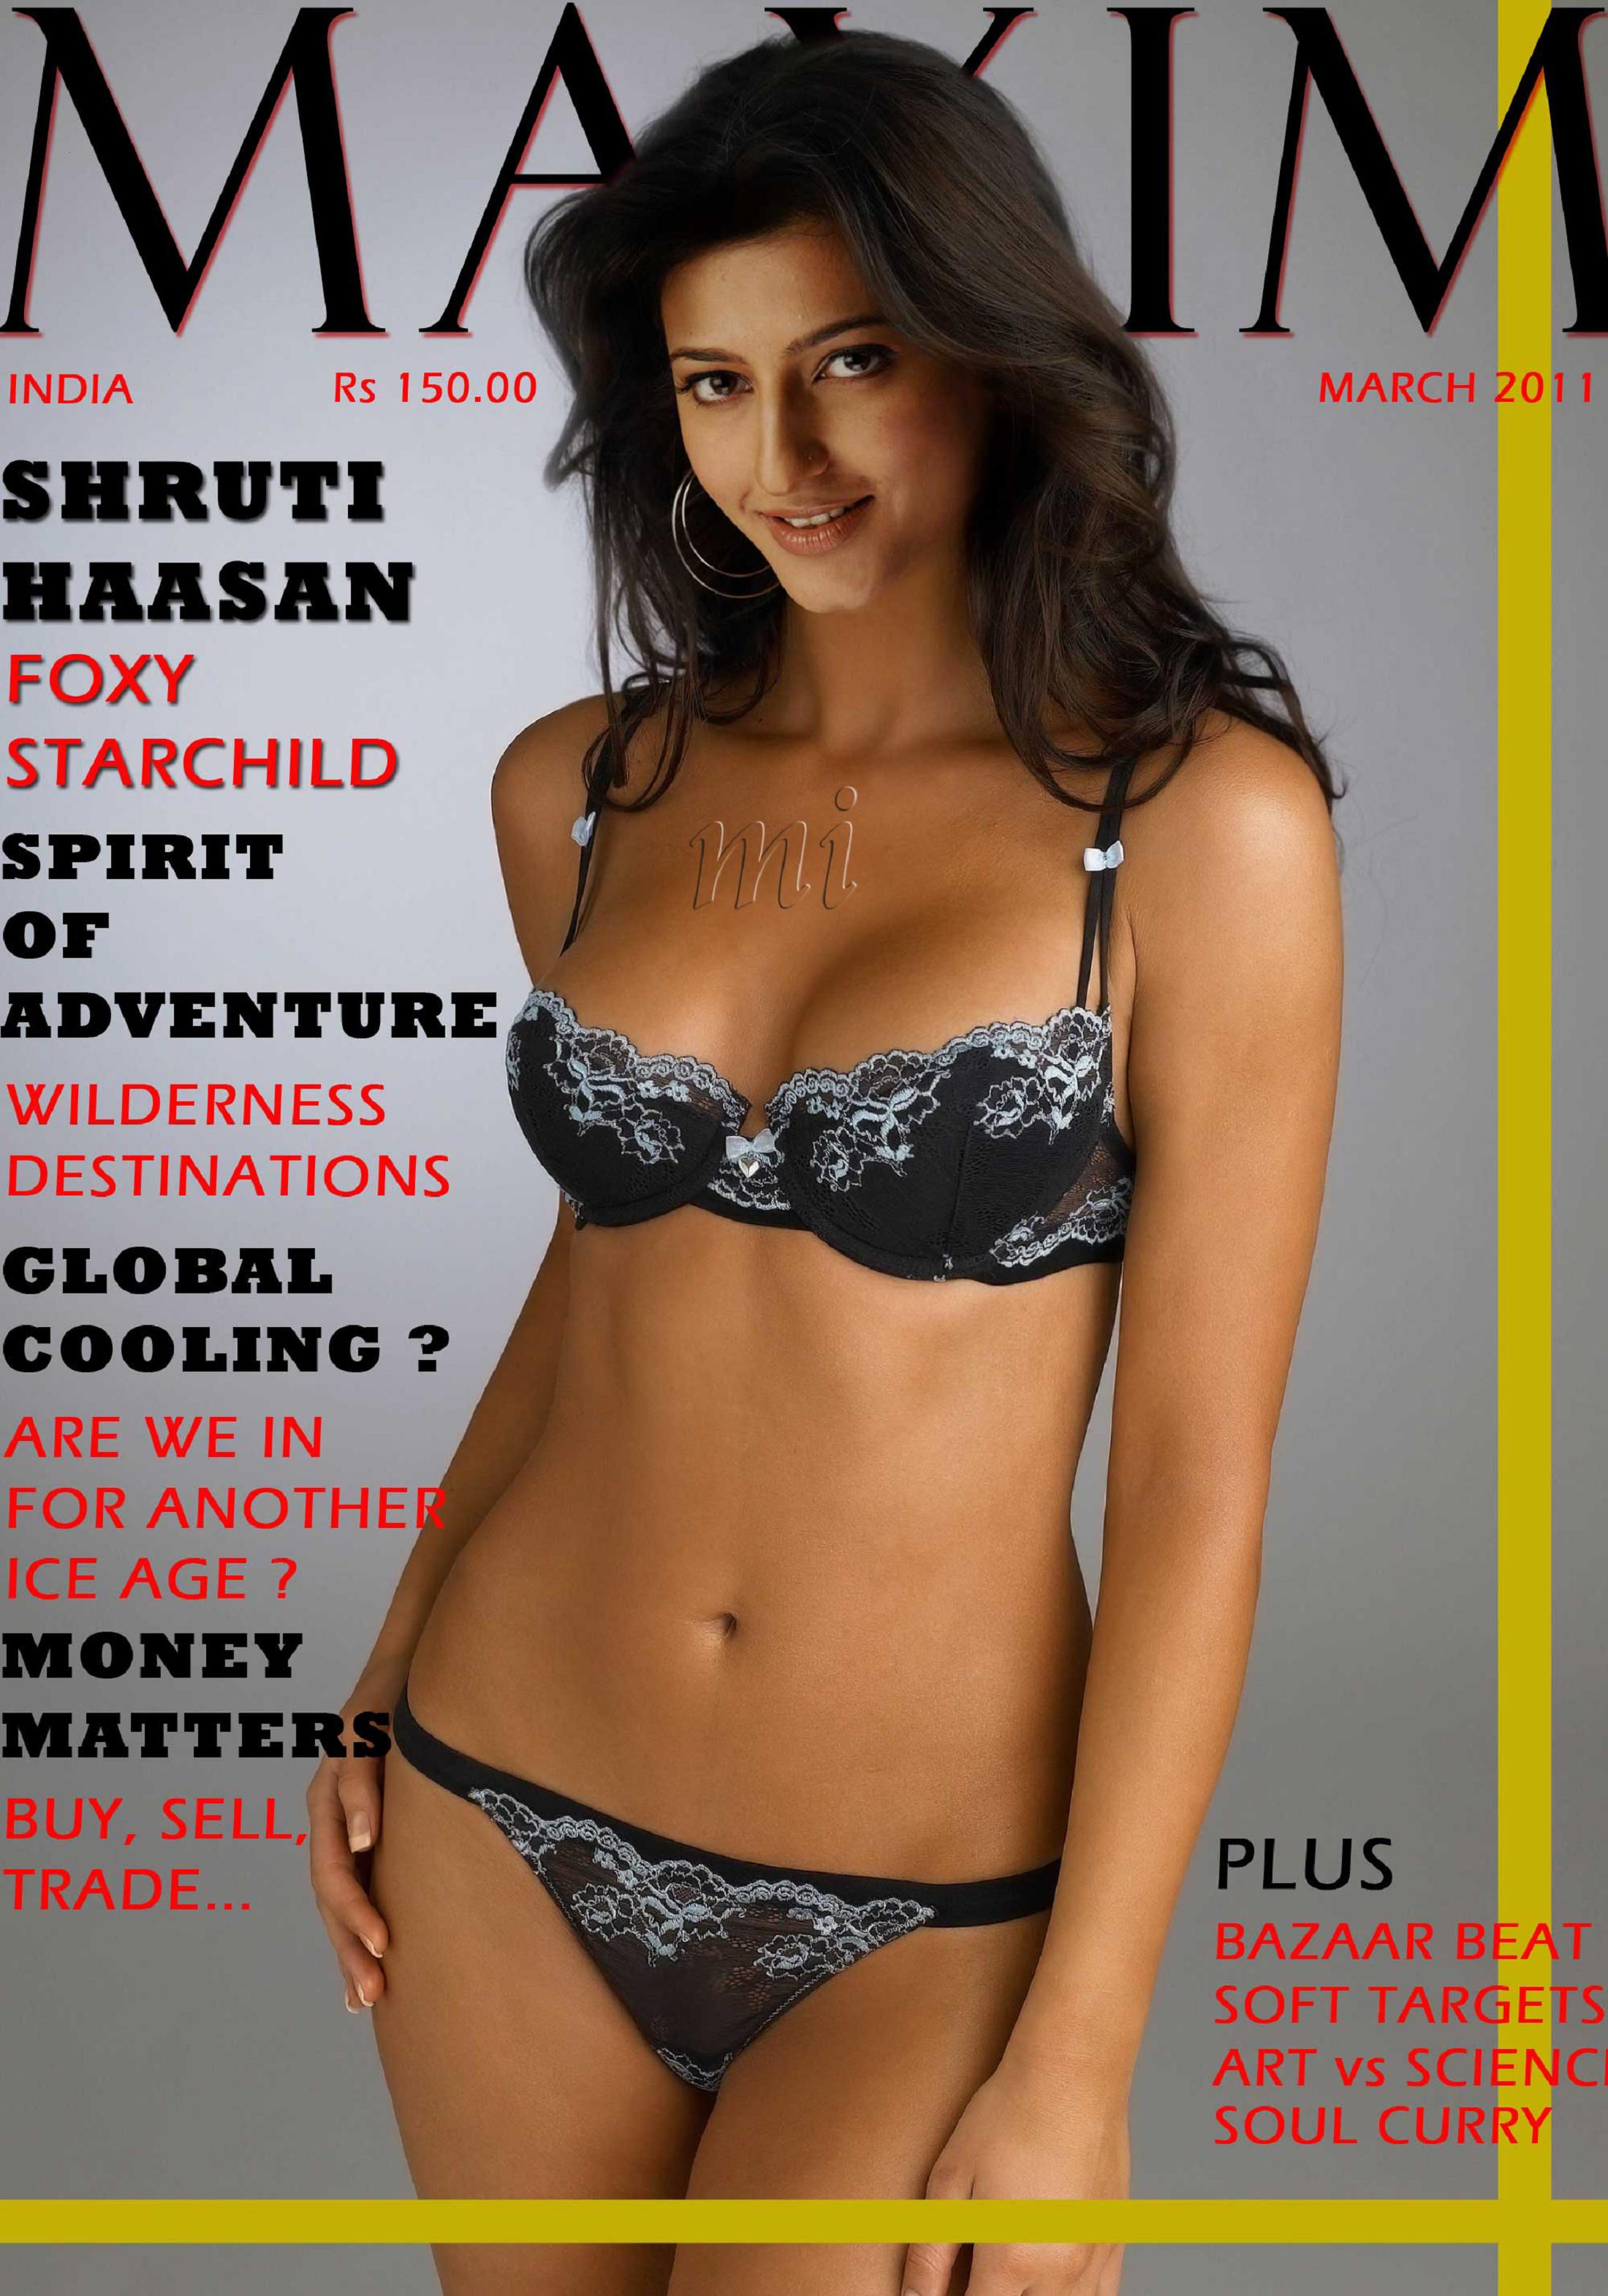 MAXIM
INDIA Rs 150.00 MARCH 2011
SHRUTI
HAASAN
FOXY
STARCHILD
SPIRIT
OF
ADVENTURE
WILDERNESS
DESTINATIONS
GLOBAL
COOLING ?
ARE WE IN
FOR ANOTHER
ICE AGE ?
MONEY
MATTERS
BUY, SELL,
TRADE...
mi
PLUS
BAZAAR BEAT
SOFT TARGETS
ART vs SCIENCE
SOUL CURRY